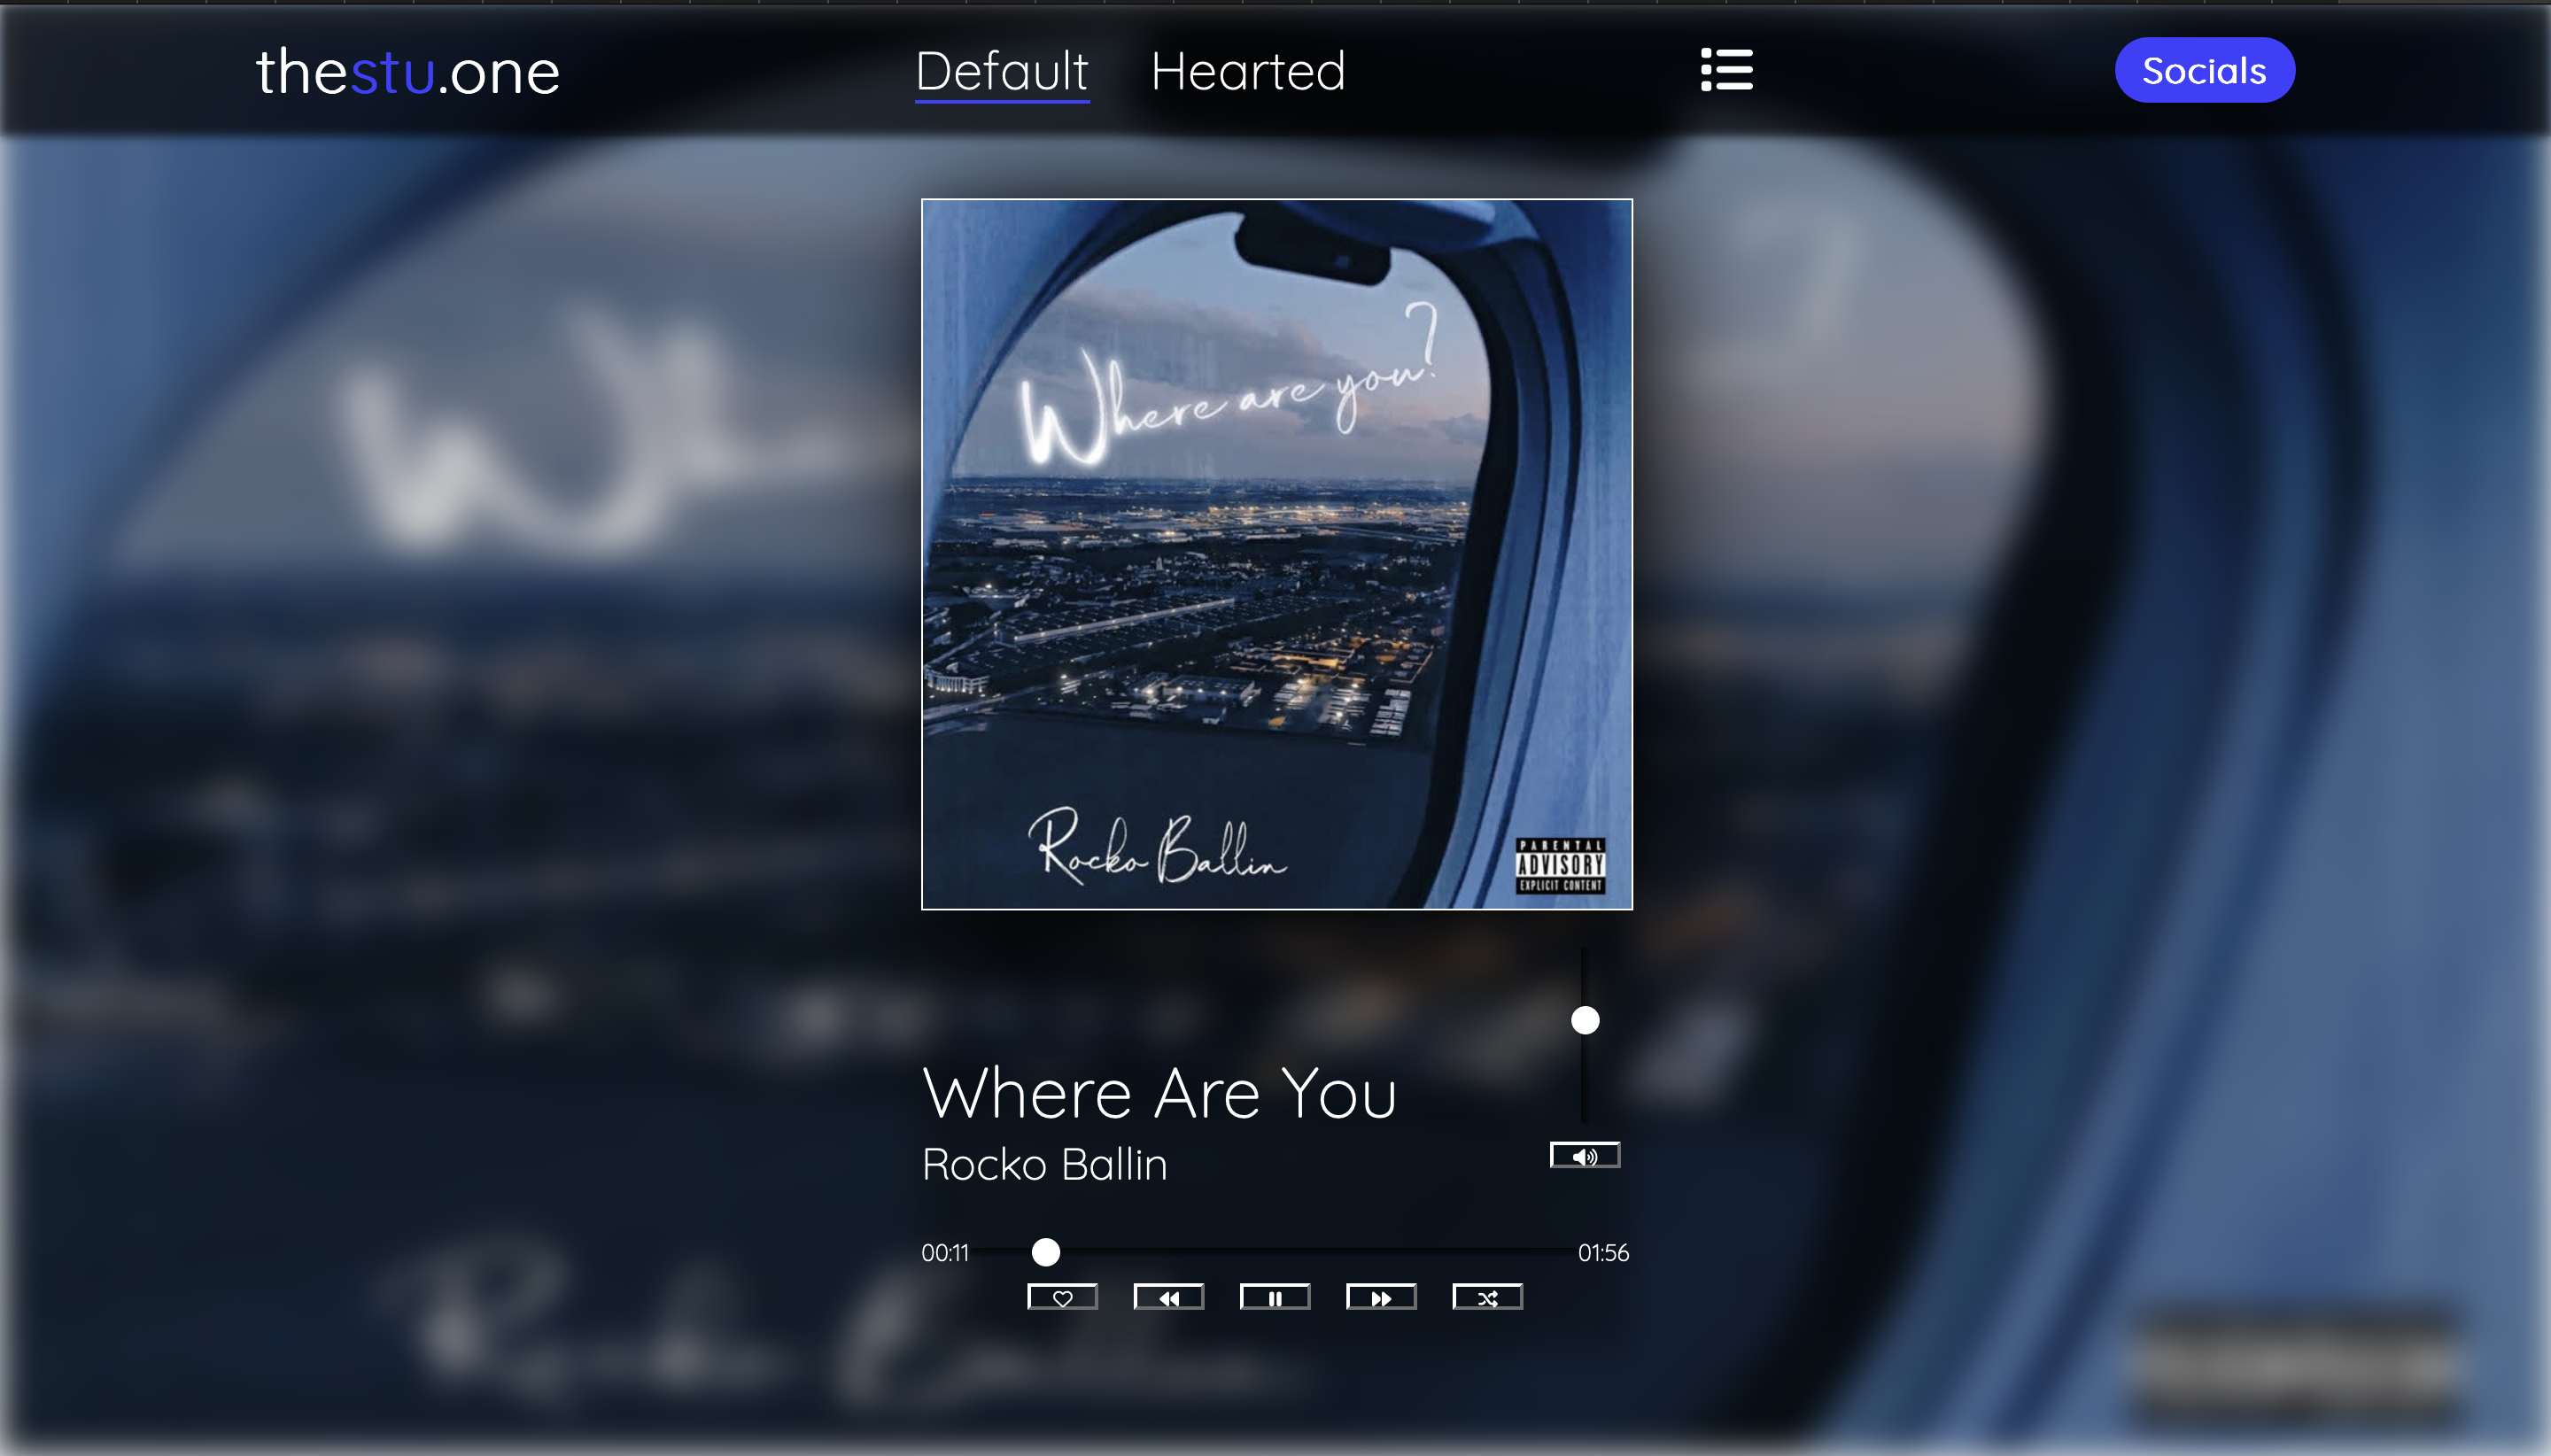 thestu.one
Default
Hearted
Socials
Where are you?
Rocko Ballin
PARENTAL
ADVISORY
EXPLICIT CONTENT
Where Are You
Rocko Ballin
00:11
01:56